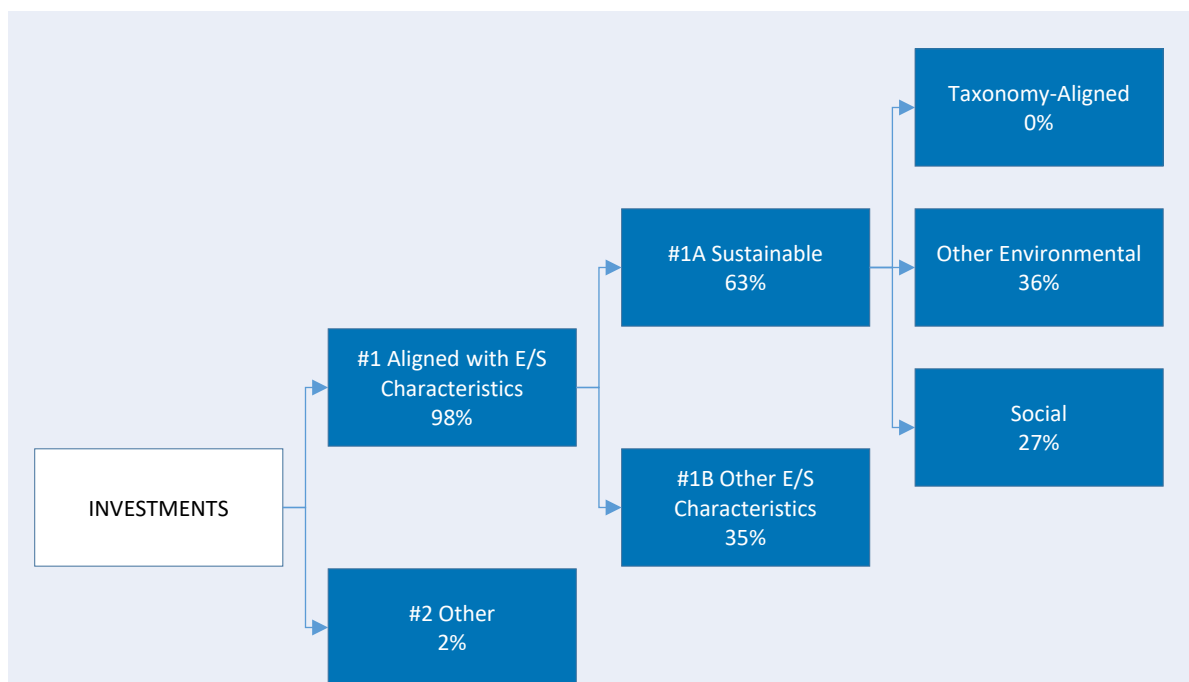 Taxonomy-Aligned
0%
#1A Sustainable
63%
Other Environmental
36%
#1 Aligned with E/S
Characteristics
98%
Social
27%
INVESTMENTS
#1B Other E/S
Characteristics
35%
#2 Other
2%